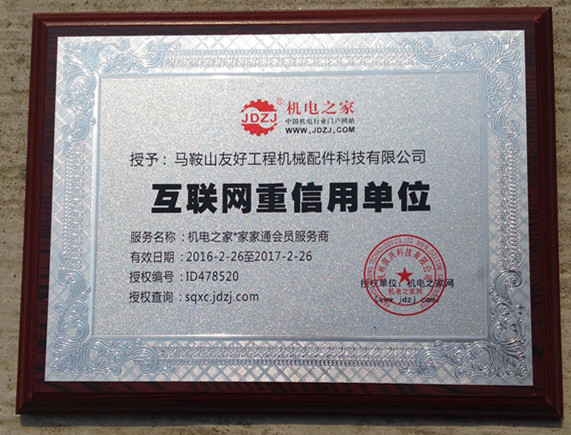 JDZJ
机电之家
中国机电行业门户网站
WWW.JDZJ.COM
授予：马鞍山友好工程机械配件科技有限公司
互联网重信用单位
服务名称：机电之家*家家通会员服务商
有效日期：2016-2-26至2017-2-26
授权编号：ID478520
授权查询：sqxc.jdzj.com
授权单位：机电之家网
机电之家网
www.jdzj.com